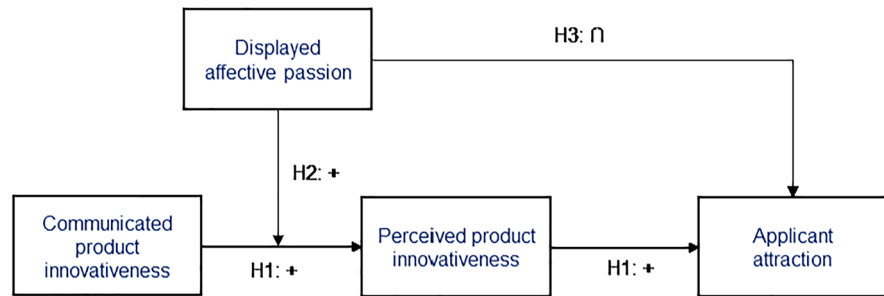 Displayed
affective passion
H3: ∩
H2: +
Communicated
product
innovativeness
H1: +
Perceived product
innovativeness
H1: +
Applicant
attraction